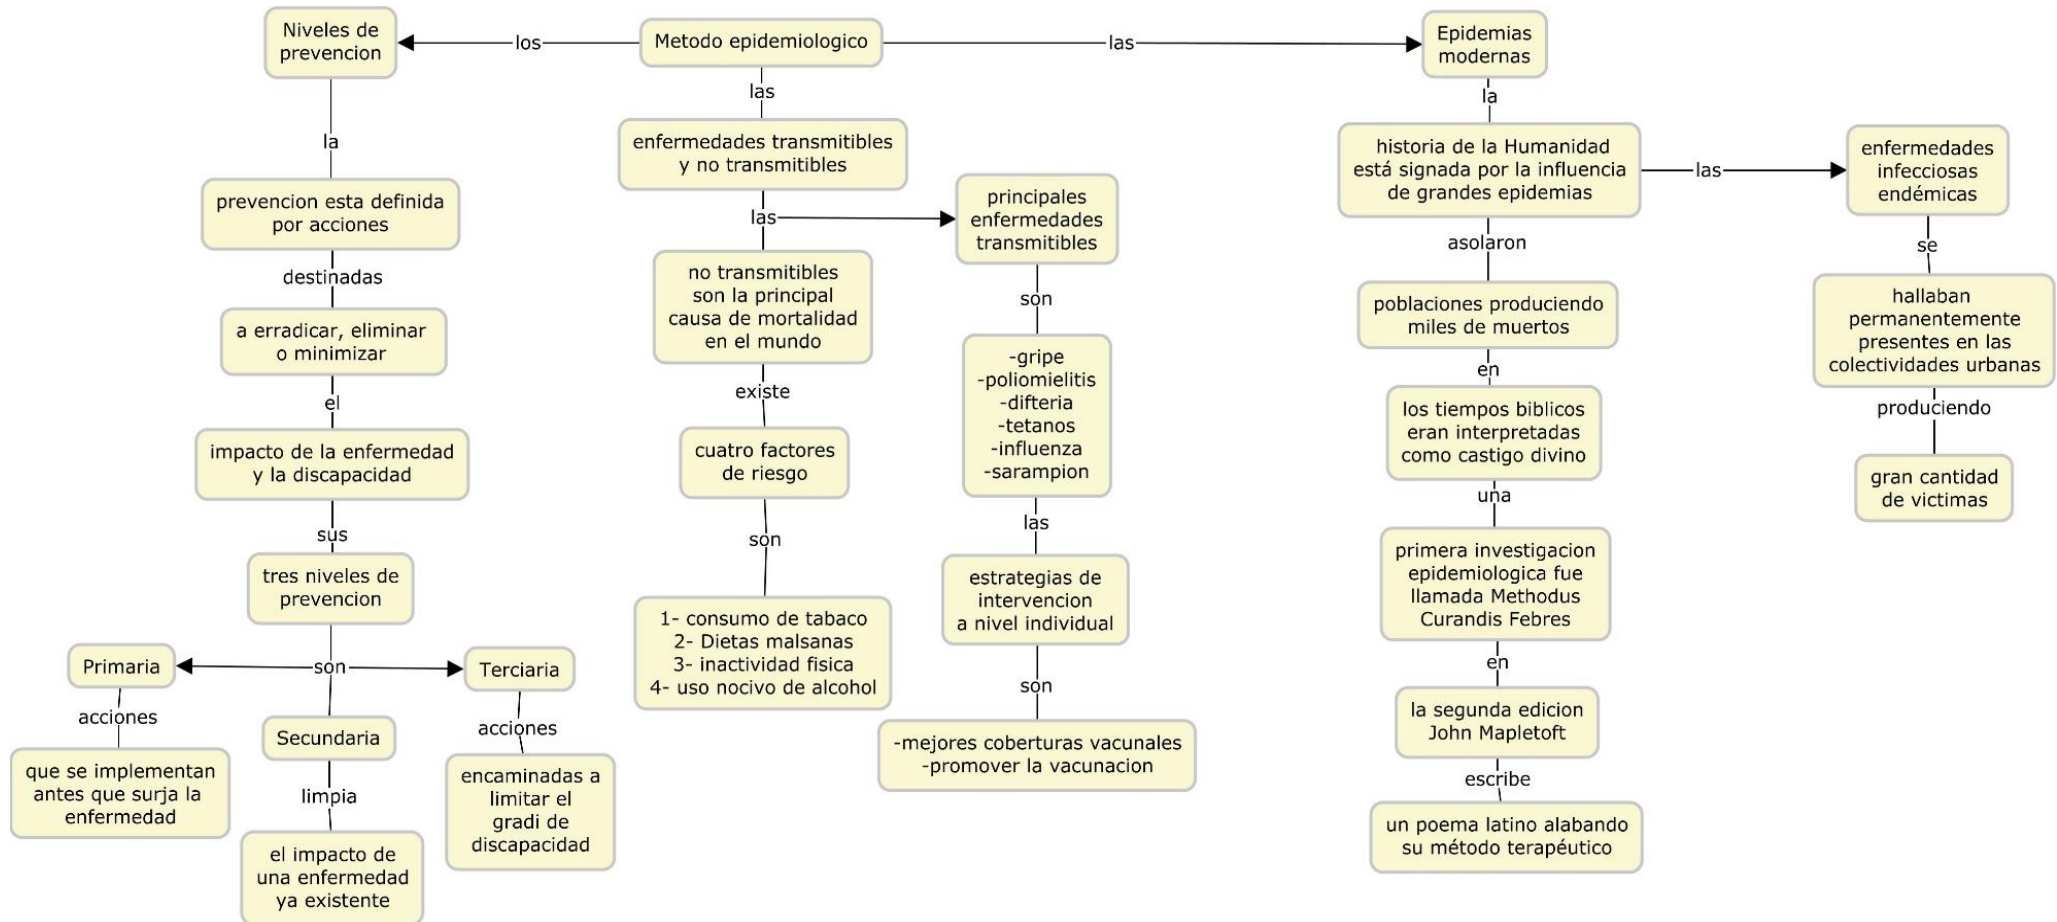 Metodo epidemiologico
los
Niveles de
prevencion
la
prevencion esta definida
por acciones
destinadas
a erradicar, eliminar
o minimizar
el
impacto de la enfermedad
y la discapacidad
sus
tres niveles de
prevencion
son
Primaria
acciones
que se implementan
antes que surja la
enfermedad
Secundaria
limpia
el impacto de
una enfermedad
ya existente
Terciaria
acciones
encaminadas a
limitar el
gradi de
discapacidad
las
enfermedades transmitibles
y no transmitibles
las
no transmitibles
son la principal
causa de mortalidad
en el mundo
existe
cuatro factores
de riesgo
son
1- consumo de tabaco
2- Dietas malsanas
3- inactividad fisica
4- uso nocivo de alcohol
principales
enfermedades
transmitibles
son
-gripe
-poliomielitis
-difteria
-tetanos
-influenza
-sarampion
las
estrategias de
intervencion
a nivel individual
son
-mejores coberturas vacunales
-promover la vacunacion
las
Epidemias
modernas
la
historia de la Humanidad
está signada por la influencia
de grandes epidemias
asolaron
poblaciones produciendo
miles de muertos
en
los tiempos biblicos
eran interpretadas
como castigo divino
una
primera investigacion
epidemiologica fue
llamada Methodus
Curandis Febres
en
la segunda edicion
John Mapletoft
escribe
un poema latino alabando
su método terapéutico
las
enfermedades
infecciosas
endémicas
se
hallaban
permanentemente
presentes en las
colectividades urbanas
produciendo
gran cantidad
de victimas